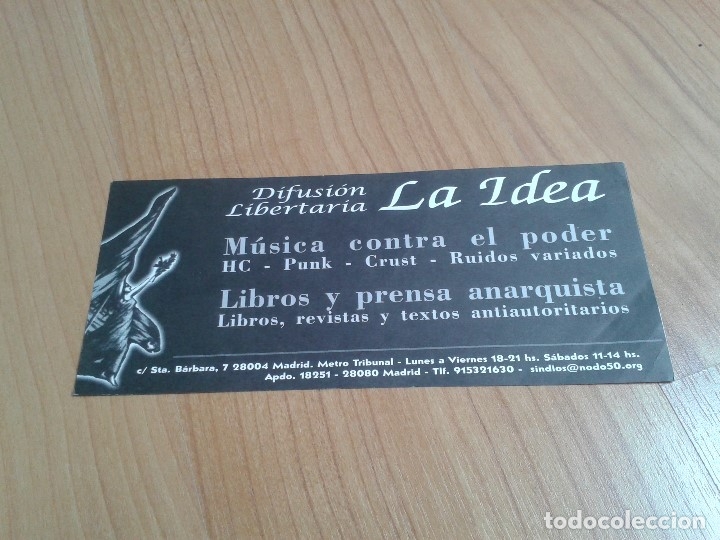 Difusión
Libertaria
La Idea
Música contra el poder
HC - Punk - Crust - Ruidos variados
Libros y prensa anarquista
Libros, revistas y textos antiautoritarios
c/ Sta. Bárbara, 7 28004 Madrid. Metro Tribunal - Lunes a Viernes 18-21 hs. Sábados 11-14 hs.
Apdo. 18251 - 28080 Madrid - Tlf. 915321630 - sindlos@nodo50.org
todocoleccion